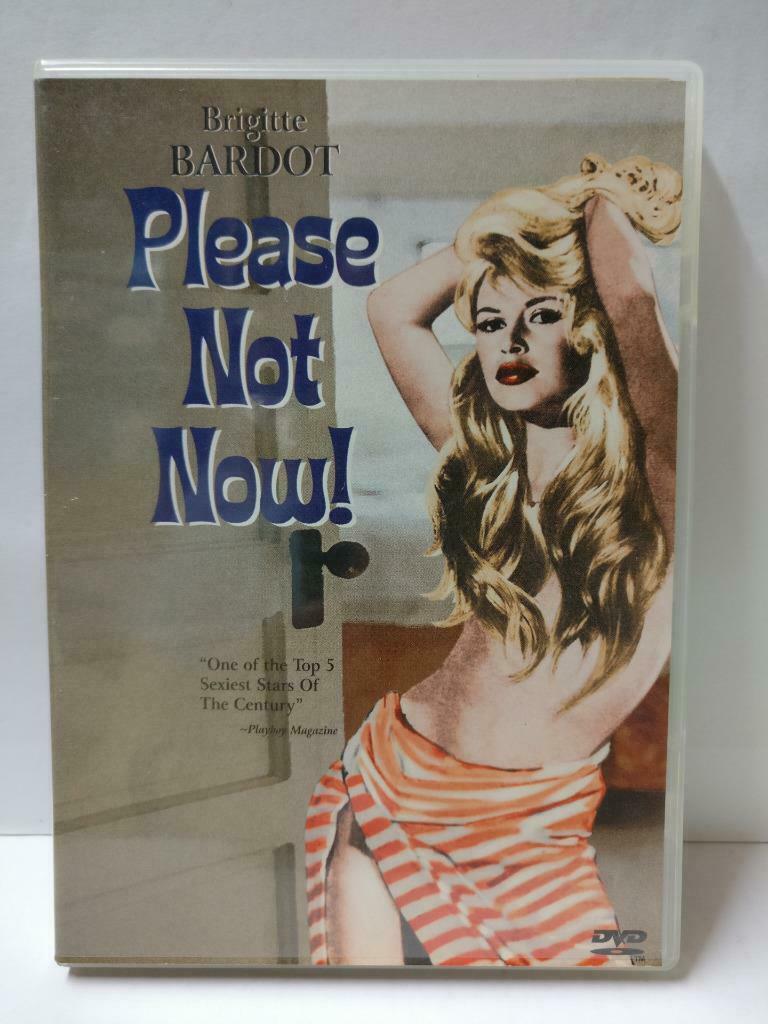 Brigitte
BARDOT
Please
Not
Now!
"One of the Top 5
Sexiest Stars Of
The Century"
~Playboy Magazine
DVD